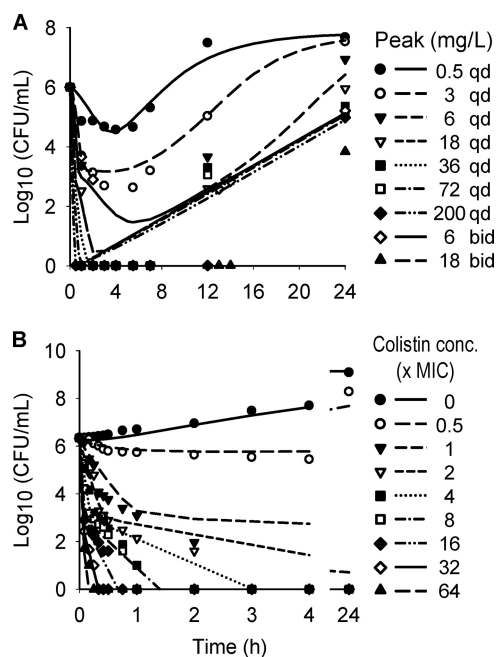 A
Log10 (CFU/mL)
8
6
4
2
0
0 4 8 12 16 20 24
Peak (mg/L)
0.5 qd
3 qd
6 qd
18 qd
36 qd
72 qd
200 qd
6 bid
18 bid
B
Log10 (CFU/mL)
10
8
6
4
2
0
0 1 2 3 4 24
Time (h)
Colistin conc.
(x MIC)
0
0.5
1
2
4
8
16
32
64